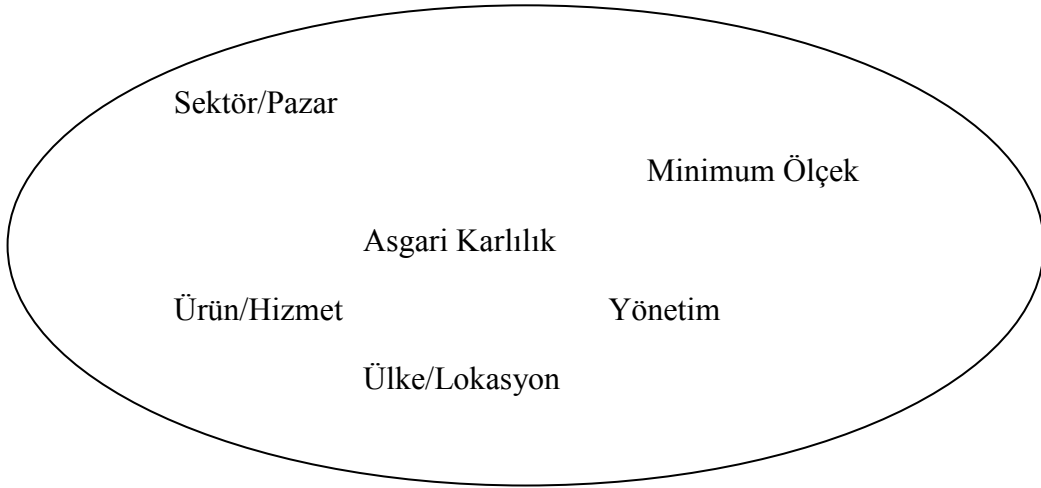 Sektör/Pazar
Minimum Ölçek
Asgari Karlılık
Ürün/Hizmet
Yönetim
Ülke/Lokasyon